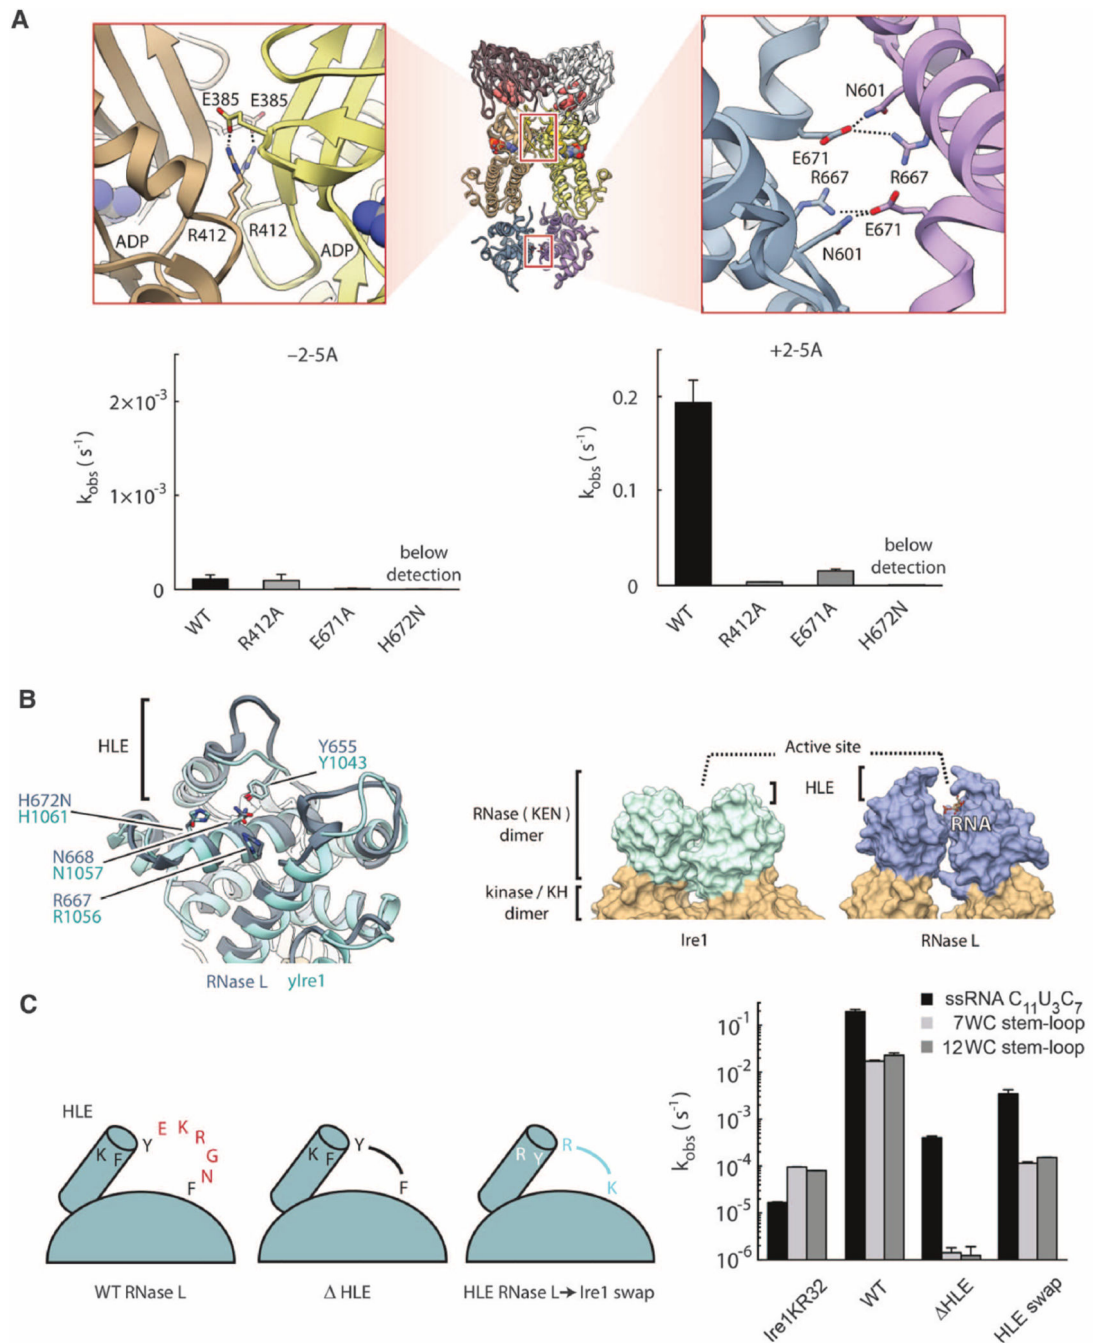 A
E385 E385
ADP
R412
R412
ADP
N601
E671
R667
R667
E671
N601
–2-5A
2×10⁻³
1×10⁻³
0
k_obs (s⁻¹)
below
detection
WT
R412A
E671A
H672N
+2-5A
0.2
0.1
0
k_obs (s⁻¹)
below
detection
WT
R412A
E671A
H672N
B
HLE
Y655
Y1043
H672N
H1061
N668
N1057
R667
R1056
RNase L yIre1
Active site
RNase (KEN)
dimer
HLE
RNA
kinase / KH
dimer
Ire1
RNase L
C
HLE
K F Y E K R G N F
WT RNase L
K F Y F
Δ HLE
R Y R K
HLE RNase L➔ Ire1 swap
ssRNA C₁₁U₃C₇
7WC stem-loop
12WC stem-loop
10⁻¹
10⁻²
10⁻³
10⁻⁴
10⁻⁵
10⁻⁶
k_obs (s⁻¹)
Ire1KR32
WT
ΔHLE
HLE swap